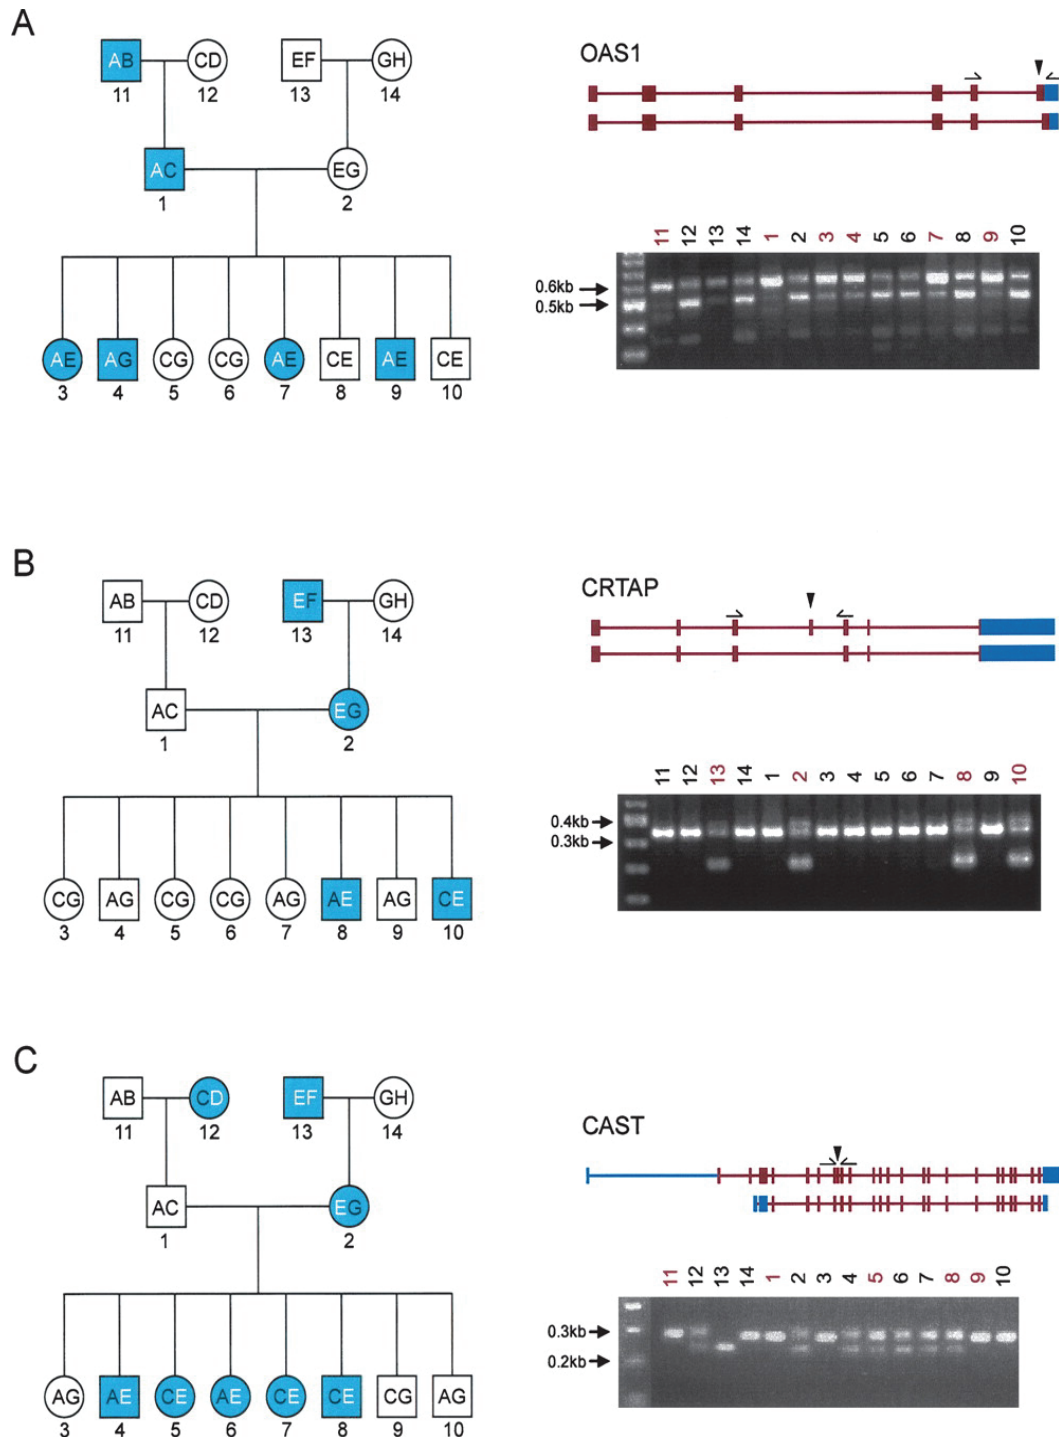 A
AB CD EF GH
11 12 13 14
AC EG
1 2
AE AG CG CG AE CE AE CE
3 4 5 6 7 8 9 10
OAS1
11 12 13 14 1 2 3 4 5 6 7 8 9 10
0.6kb
0.5kb
B
AB CD EF GH
11 12 13 14
AC EG
1 2
CG AG CG CG AG AE AG CE
3 4 5 6 7 8 9 10
CRTAP
11 12 13 14 1 2 3 4 5 6 7 8 9 10
0.4kb
0.3kb
C
AB CD EF GH
11 12 13 14
AC EG
1 2
AG AE CE AE CE CE CG AG
3 4 5 6 7 8 9 10
CAST
11 12 13 14 1 2 3 4 5 6 7 8 9 10
0.3kb
0.2kb